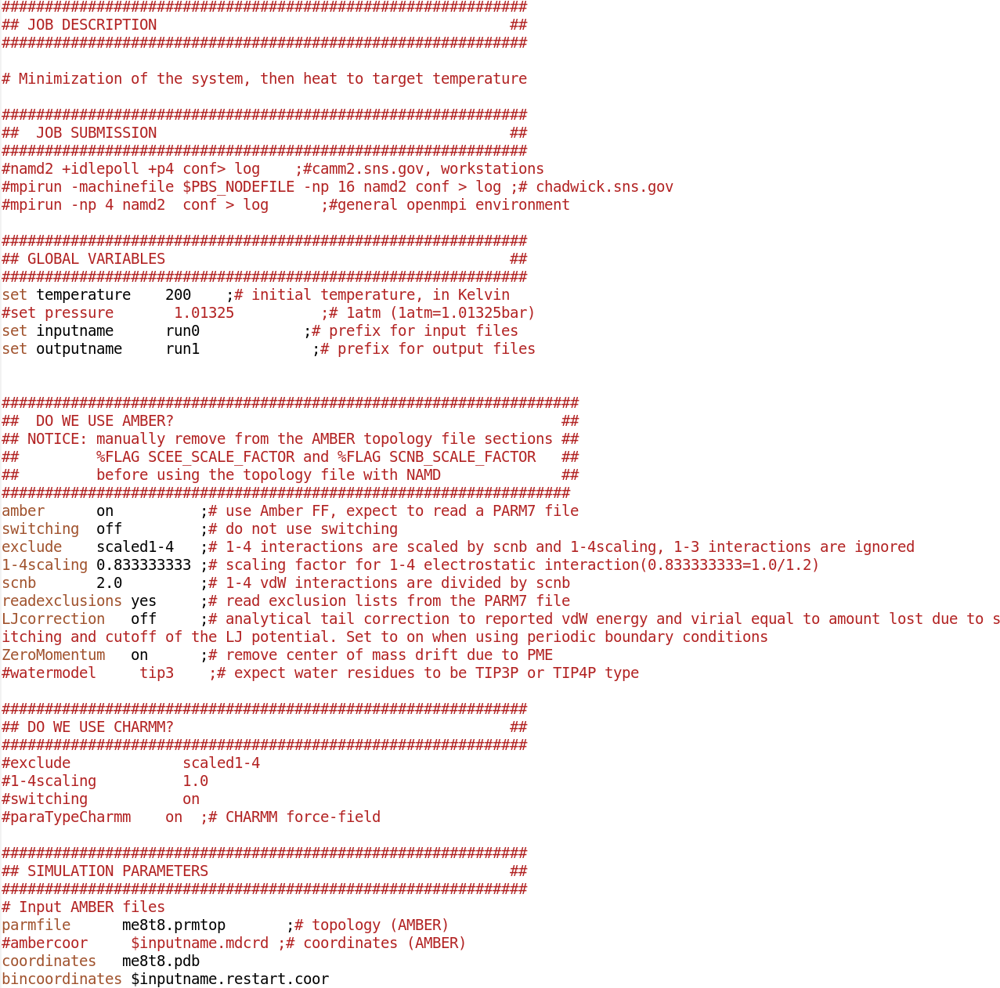 #############################################################
## JOB DESCRIPTION                                         ##
#############################################################

# Minimization of the system, then heat to target temperature

#############################################################
##  JOB SUBMISSION                                         ##
#############################################################
#namd2 +idlepoll +p4 conf> log    ;#camm2.sns.gov, workstations
#mpirun -machinefile $PBS_NODEFILE -np 16 namd2 conf > log ;# chadwick.sns.gov
#mpirun -np 4 namd2  conf > log      ;#general openmpi environment

#############################################################
## GLOBAL VARIABLES                                        ##
#############################################################
set temperature    200    ;# initial temperature, in Kelvin
#set pressure       1.01325          ;# 1atm (1atm=1.01325bar)
set inputname      run0            ;# prefix for input files
set outputname     run1             ;# prefix for output files


###################################################################
##  DO WE USE AMBER?                                             ##
## NOTICE: manually remove from the AMBER topology file sections ##
##         %FLAG SCEE_SCALE_FACTOR and %FLAG SCNB_SCALE_FACTOR   ##
##         before using the topology file with NAMD              ##
##################################################################
amber      on          ;# use Amber FF, expect to read a PARM7 file
switching  off         ;# do not use switching
exclude    scaled1-4   ;# 1-4 interactions are scaled by scnb and 1-4scaling, 1-3 interactions are ignored
1-4scaling 0.833333333 ;# scaling factor for 1-4 electrostatic interaction(0.833333333=1.0/1.2)
scnb       2.0         ;# 1-4 vdW interactions are divided by scnb
readexclusions yes     ;# read exclusion lists from the PARM7 file
LJcorrection   off     ;# analytical tail correction to reported vdW energy and virial equal to amount lost due to s
itching and cutoff of the LJ potential. Set to on when using periodic boundary conditions
ZeroMomentum   on      ;# remove center of mass drift due to PME
#watermodel     tip3    ;# expect water residues to be TIP3P or TIP4P type

#############################################################
## DO WE USE CHARMM?                                       ##
#############################################################
#exclude             scaled1-4
#1-4scaling          1.0
#switching           on
#paraTypeCharmm    on  ;# CHARMM force-field

#############################################################
## SIMULATION PARAMETERS                                   ##
#############################################################
# Input AMBER files
parmfile      me8t8.prmtop       ;# topology (AMBER)
#ambercoor     $inputname.mdcrd ;# coordinates (AMBER)
coordinates   me8t8.pdb
bincoordinates $inputname.restart.coor